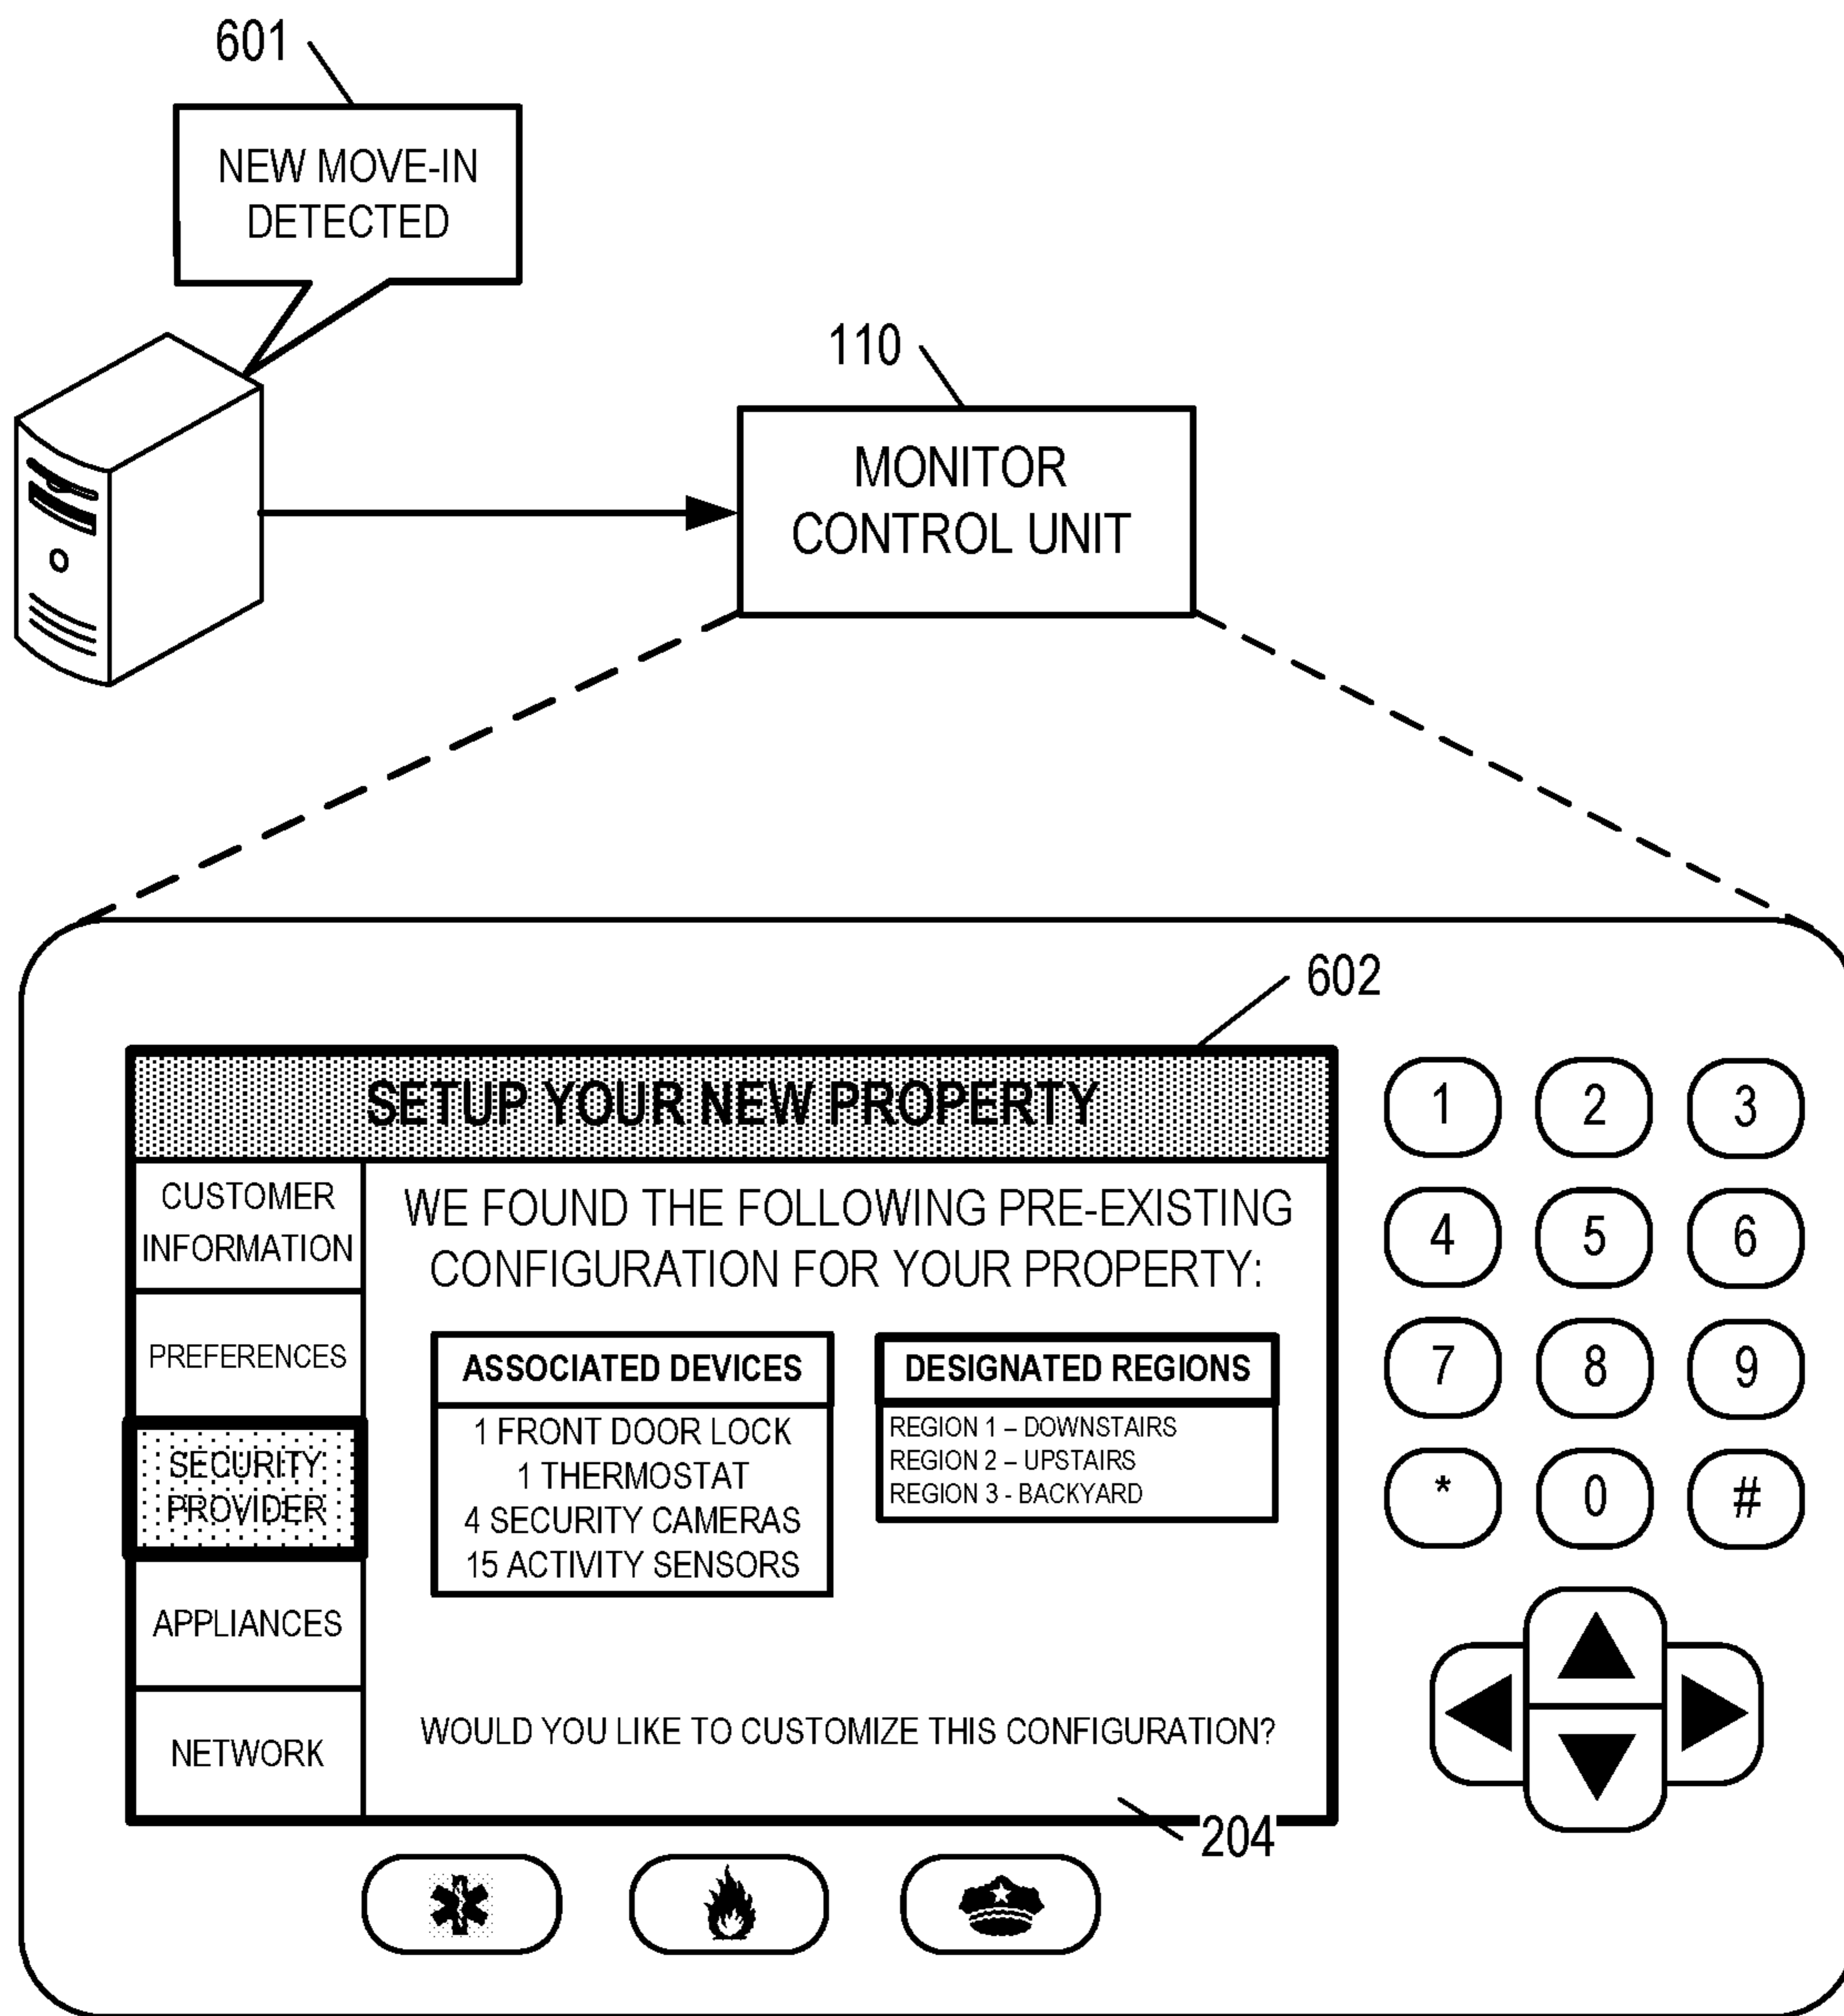 601
NEW MOVE-IN
DETECTED
110
MONITOR
CONTROL UNIT
602
SETUP YOUR NEW PROPERTY
CUSTOMER
INFORMATION
PREFERENCES
SECURITY
PROVIDER
APPLIANCES
NETWORK
WE FOUND THE FOLLOWING PRE-EXISTING
CONFIGURATION FOR YOUR PROPERTY:
ASSOCIATED DEVICES
1 FRONT DOOR LOCK
1 THERMOSTAT
4 SECURITY CAMERAS
15 ACTIVITY SENSORS
DESIGNATED REGIONS
REGION 1 – DOWNSTAIRS
REGION 2 – UPSTAIRS
REGION 3 - BACKYARD
WOULD YOU LIKE TO CUSTOMIZE THIS CONFIGURATION?
204
1 2 3
4 5 6
7 8 9
* 0 #